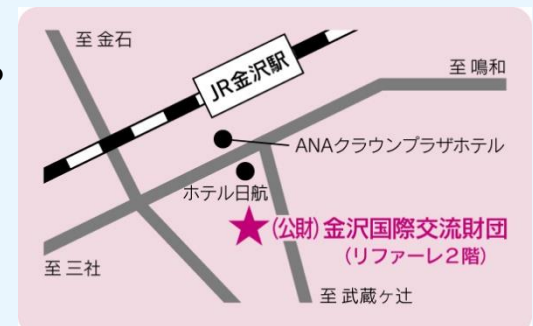 至 金石
JR金沢駅
至 鳴和
ANAクラウンプラザホテル
ホテル日航
(公財)金沢国際交流財団
(リファーレ2階)
至 三社
至 武蔵ヶ辻